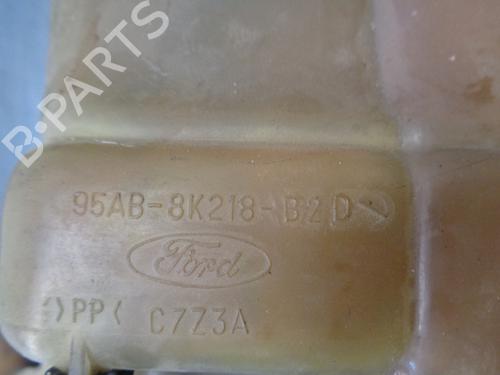 B-PARTS
95AB-8K218-B2D
Ford
>PP<
C7Z3A